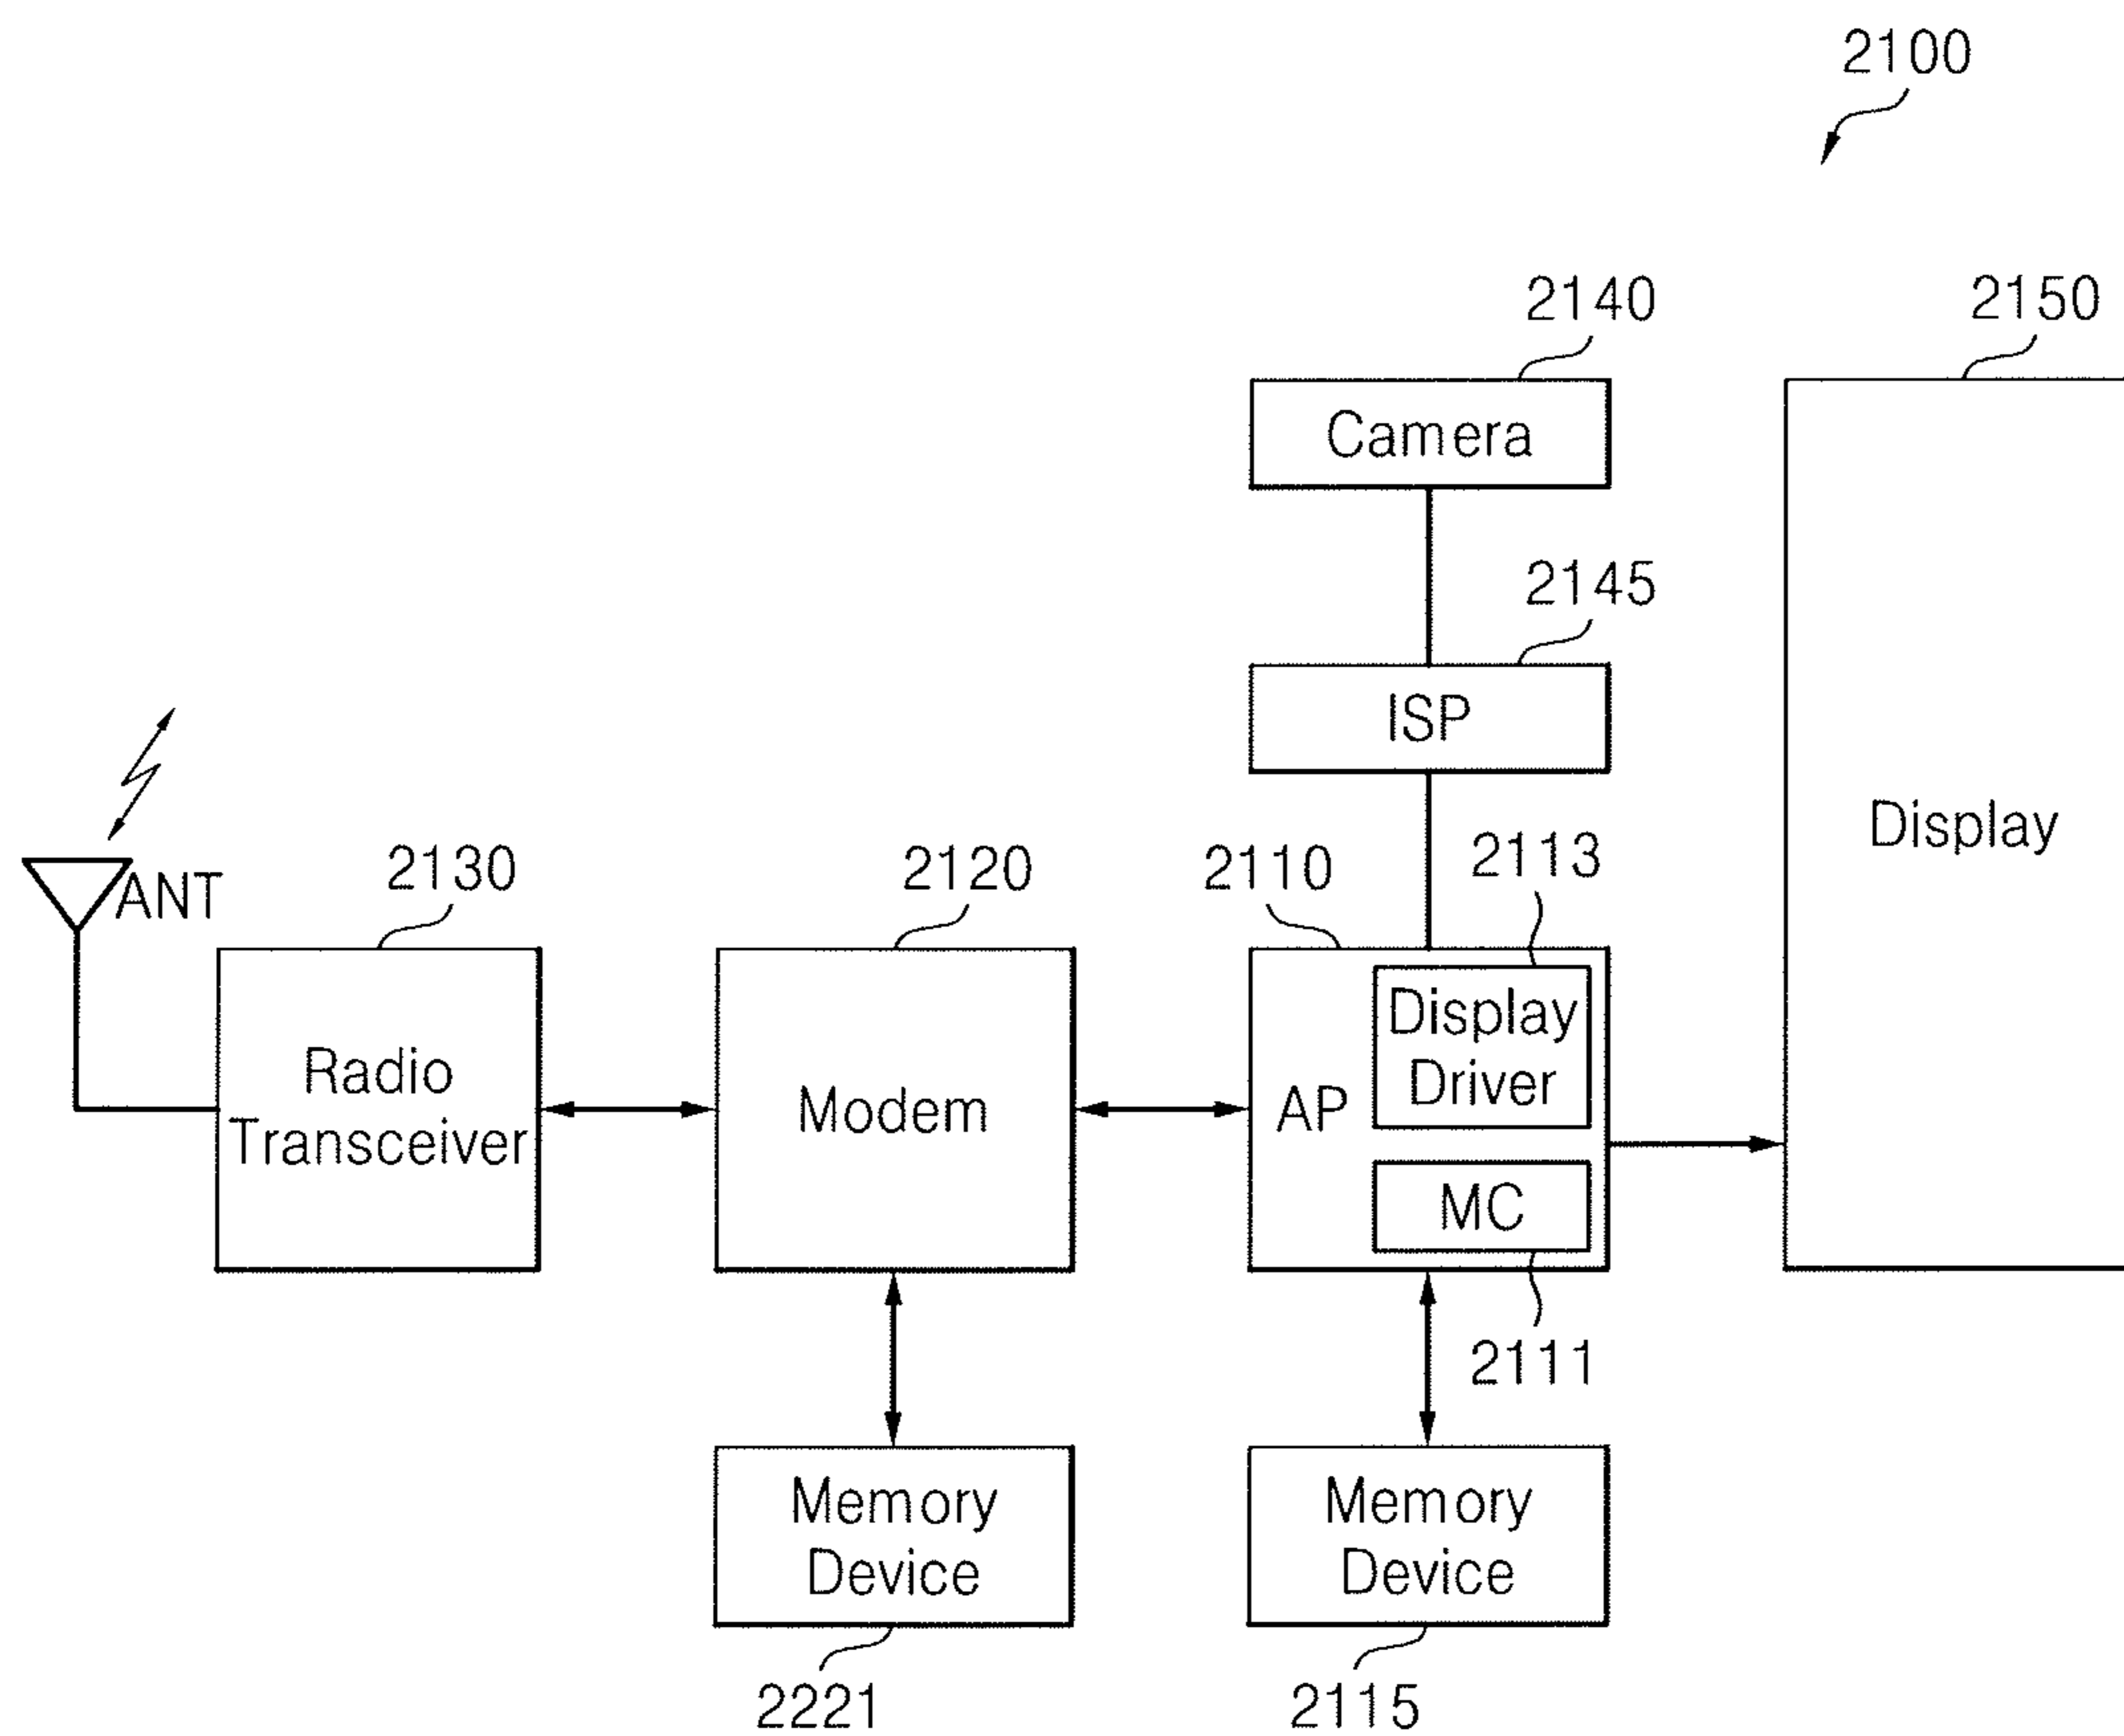 2100
2140
2150
Camera
2145
ISP
Display
2113
2130
2120
2110
ANT
Display
Driver
Radio
Transceiver
Modem
AP
MC
2111
Memory
Device
Memory
Device
2221
2115